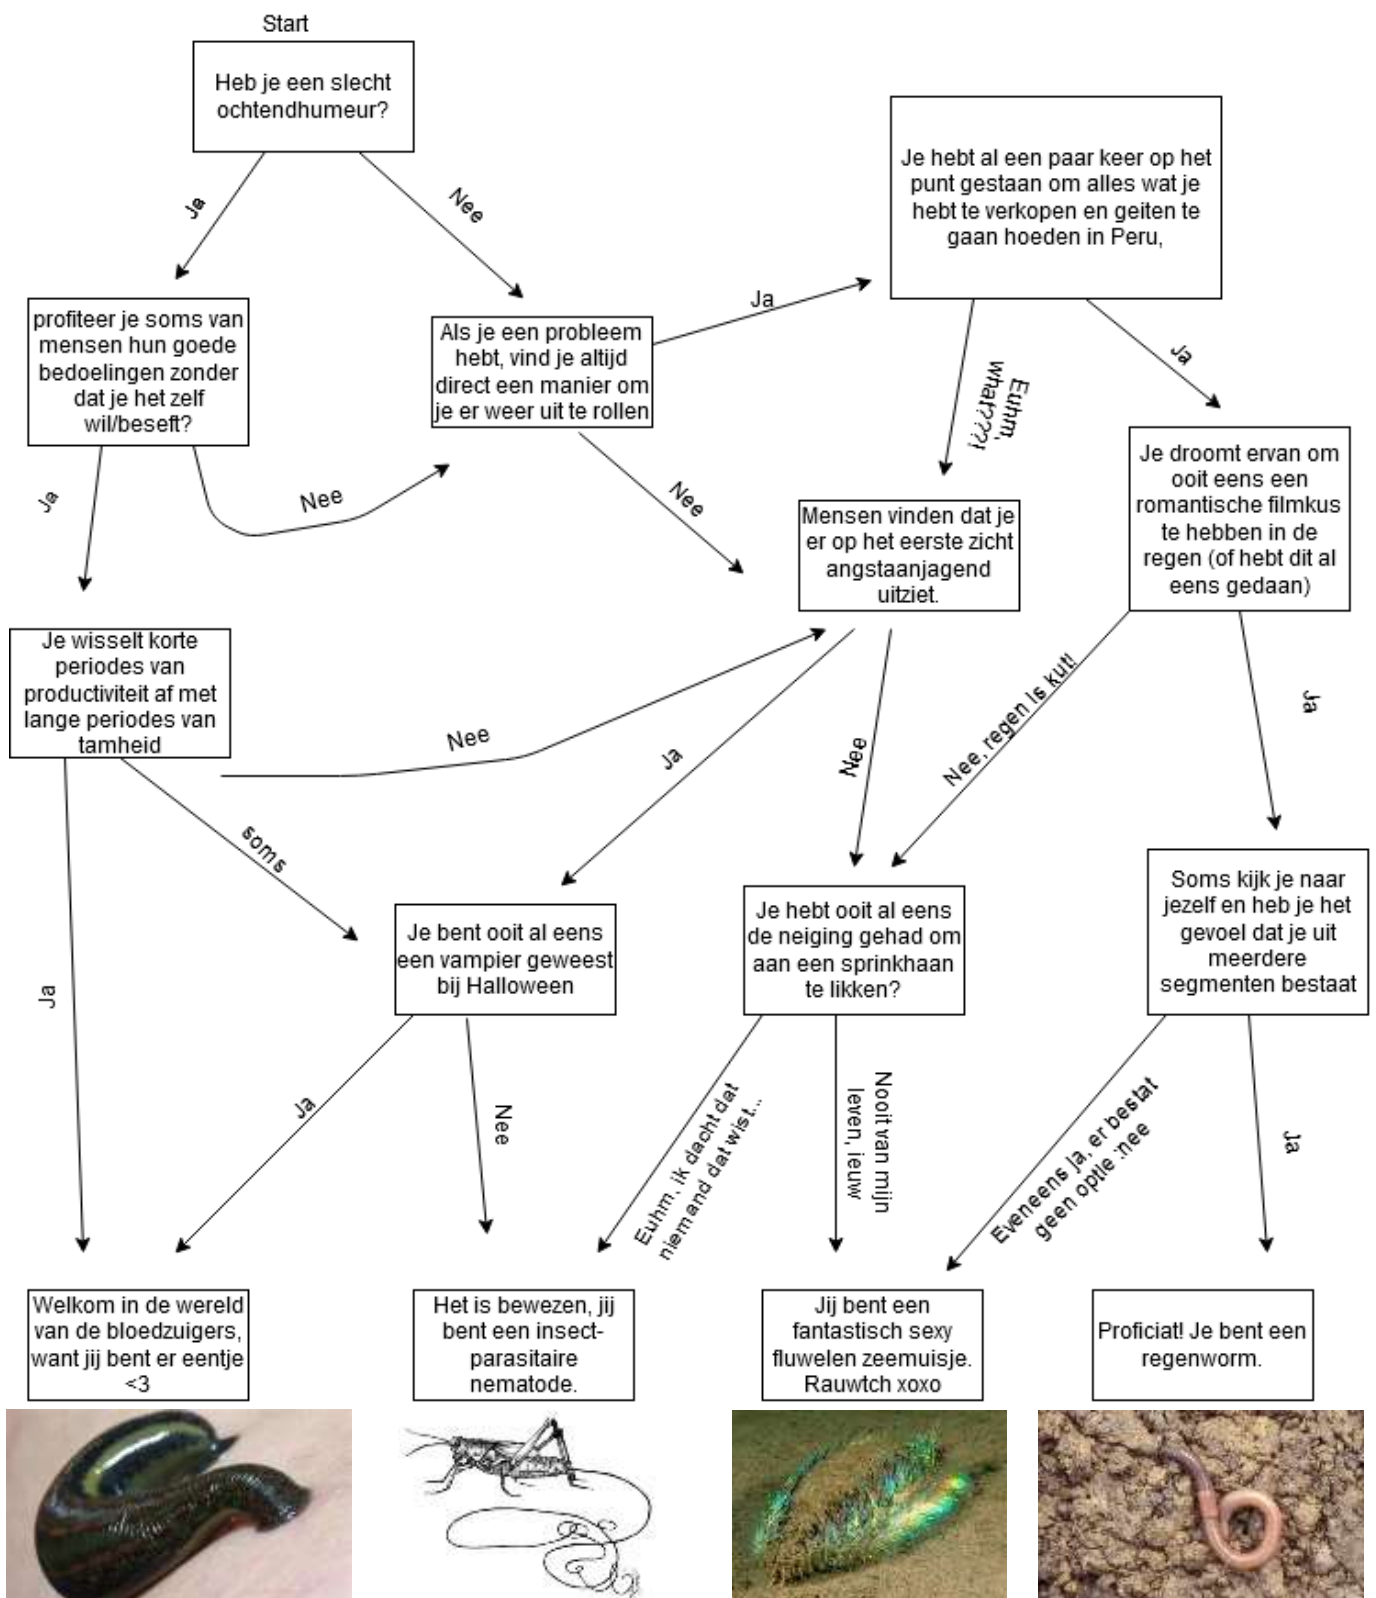 Start
Heb je een slecht
ochtendhumeur?
Ja
Nee
Je hebt al een paar keer op het
punt gestaan om alles wat je
hebt te verkopen en geiten te
gaan hoeden in Peru,
profiteer je soms van
mensen hun goede
bedoelingen zonder
dat je het zelf
wil/beseft?
Als je een probleem
hebt, vind je altijd
direct een manier om
je er weer uit te rollen
Ja
Euhm,
what???!
Ja
Ja
Nee
Nee
Mensen vinden dat je
er op het eerste zicht
angstaanjagend
uitziet.
Je droomt ervan om
ooit eens een
romantische filmkus
te hebben in de
regen (of hebt dit al
eens gedaan)
Je wisselt korte
periodes van
productiviteit af met
lange periodes van
tamheid
Nee
Ja
Nee
Nee, regen is kut!
Ja
soms
Ja
Je bent ooit al eens
een vampier geweest
bij Halloween
Je hebt ooit al eens
de neiging gehad om
aan een sprinkhaan
te likken?
Soms kijk je naar
jezelf en heb je het
gevoel dat je uit
meerdere
segmenten bestaat
Ja
Nee
Euhm, ik dacht dat
niemand dat wist...
Nooit van mijn
leven, ieuw
Eveneens ja, er bestat
geen optie :nee
Ja
Welkom in de wereld
van de bloedzuigers,
want jij bent er eentje
<3
Het is bewezen, jij
bent een insect-
parasitaire
nematode.
Jij bent een
fantastisch sexy
fluwelen zeemuisje.
Rauwtch xoxo
Proficiat! Je bent een
regenworm.